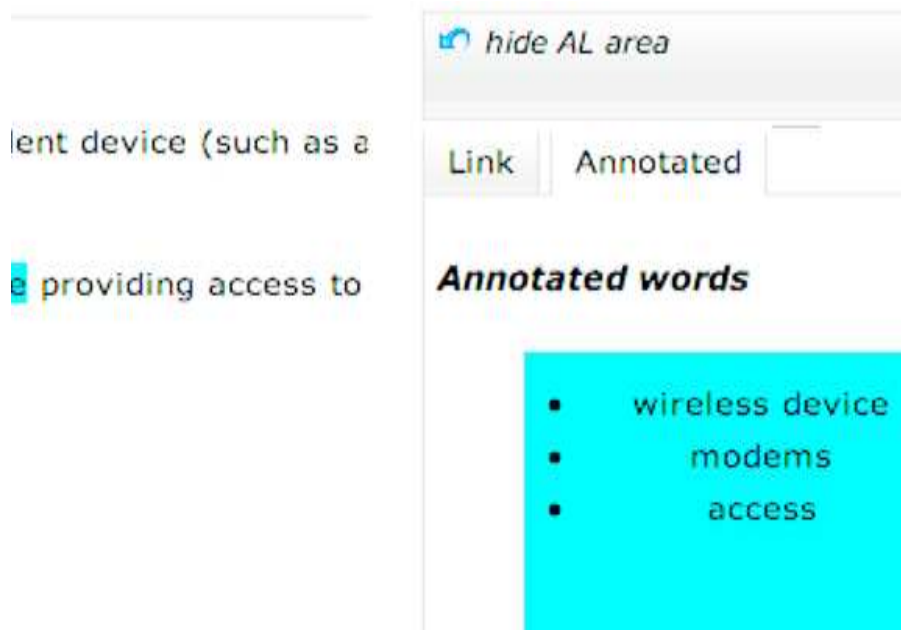 hide AL area
lent device (such as a
Link Annotated
e providing access to
Annotated words
• wireless device
• modems
• access